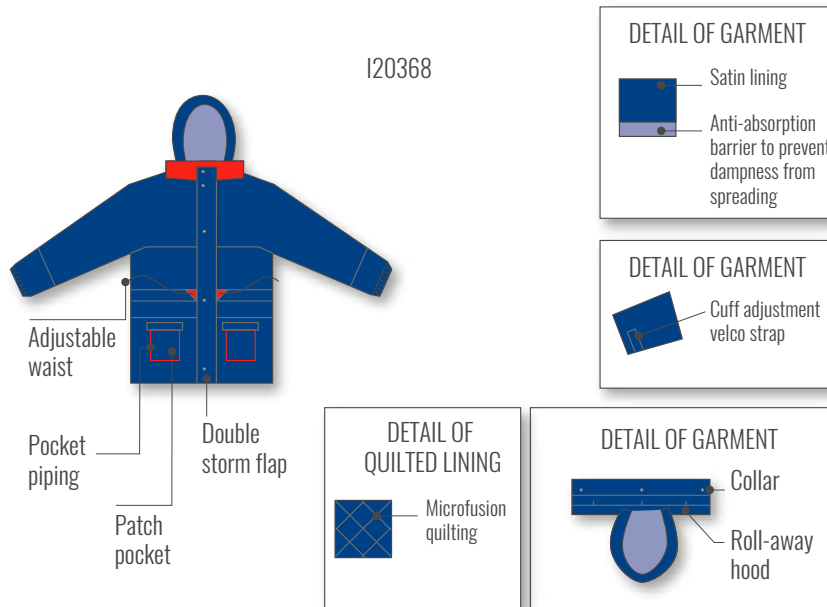 I20368
DETAIL OF GARMENT
Satin lining
Anti-absorption
barrier to prevent
dampness from
spreading
DETAIL OF GARMENT
Cuff adjustment
velco strap
Adjustable
waist
Pocket
piping
Patch
pocket
Double
storm flap
DETAIL OF
QUILTED LINING
Microfusion
quilting
DETAIL OF GARMENT
Collar
Roll-away
hood